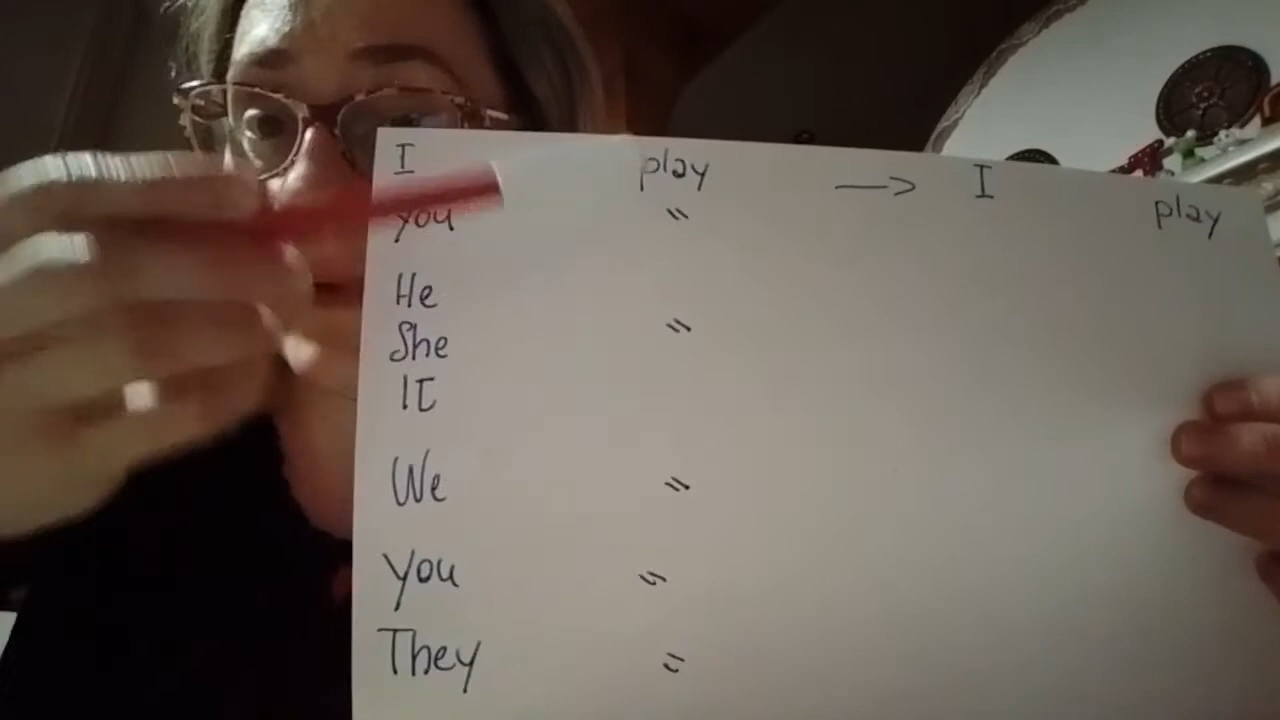 I play → I play
you "
He
She "
It
We "
you "
They "